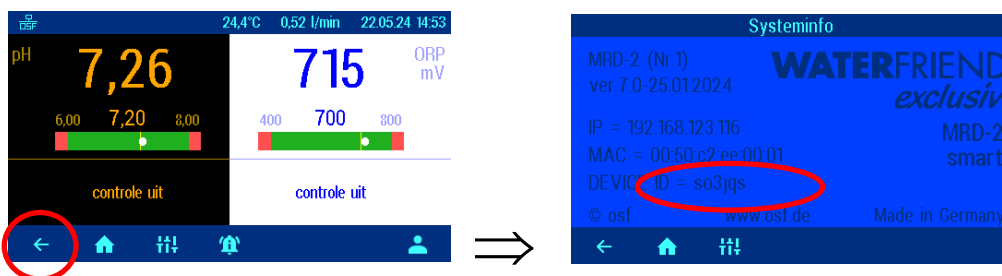 OSF 24,4°C 0,52 l/min 22.05.24 14:53
pH 7,26
6,00 7,20 8,00
controle uit
715 ORP mV
400 700 800
controle uit
Systeminfo
MRD-2 (Nr.1)
ver.7.0-25.01.2024
WATERFRIEND
exclusiv
IP = 192.168.123.116
MAC = 00:50:c2:ee:00:01
DEVICE ID = so3jqs
MRD-2
smart
© osf www.osf.de Made in Germany